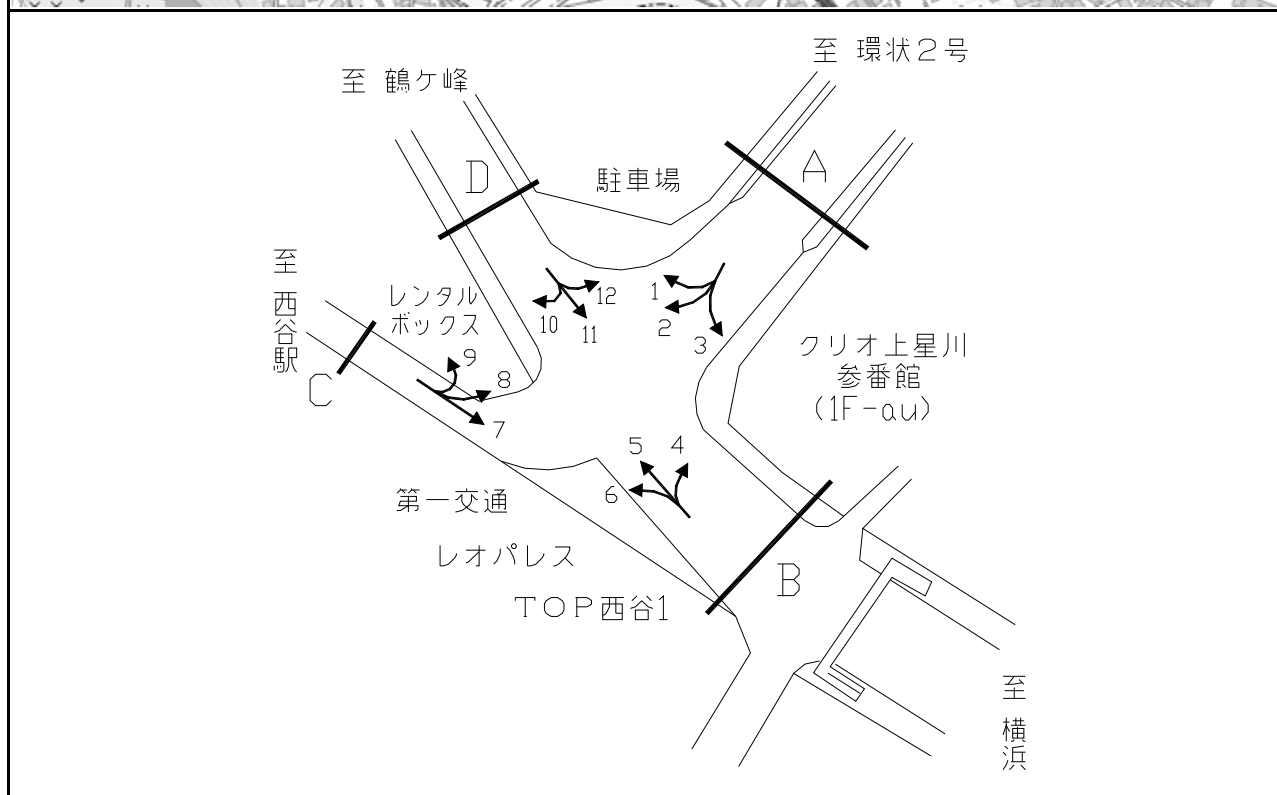 至 環状2号
至 鶴ケ峰
D
駐車場
A
至 西谷駅
レンタル
ボックス
C
1
2
3
12
10
11
9
8
7
クリオ上星川
参番館
(1F-au)
5
4
6
第一交通
レオパレス
TOP西谷1
B
至 横浜